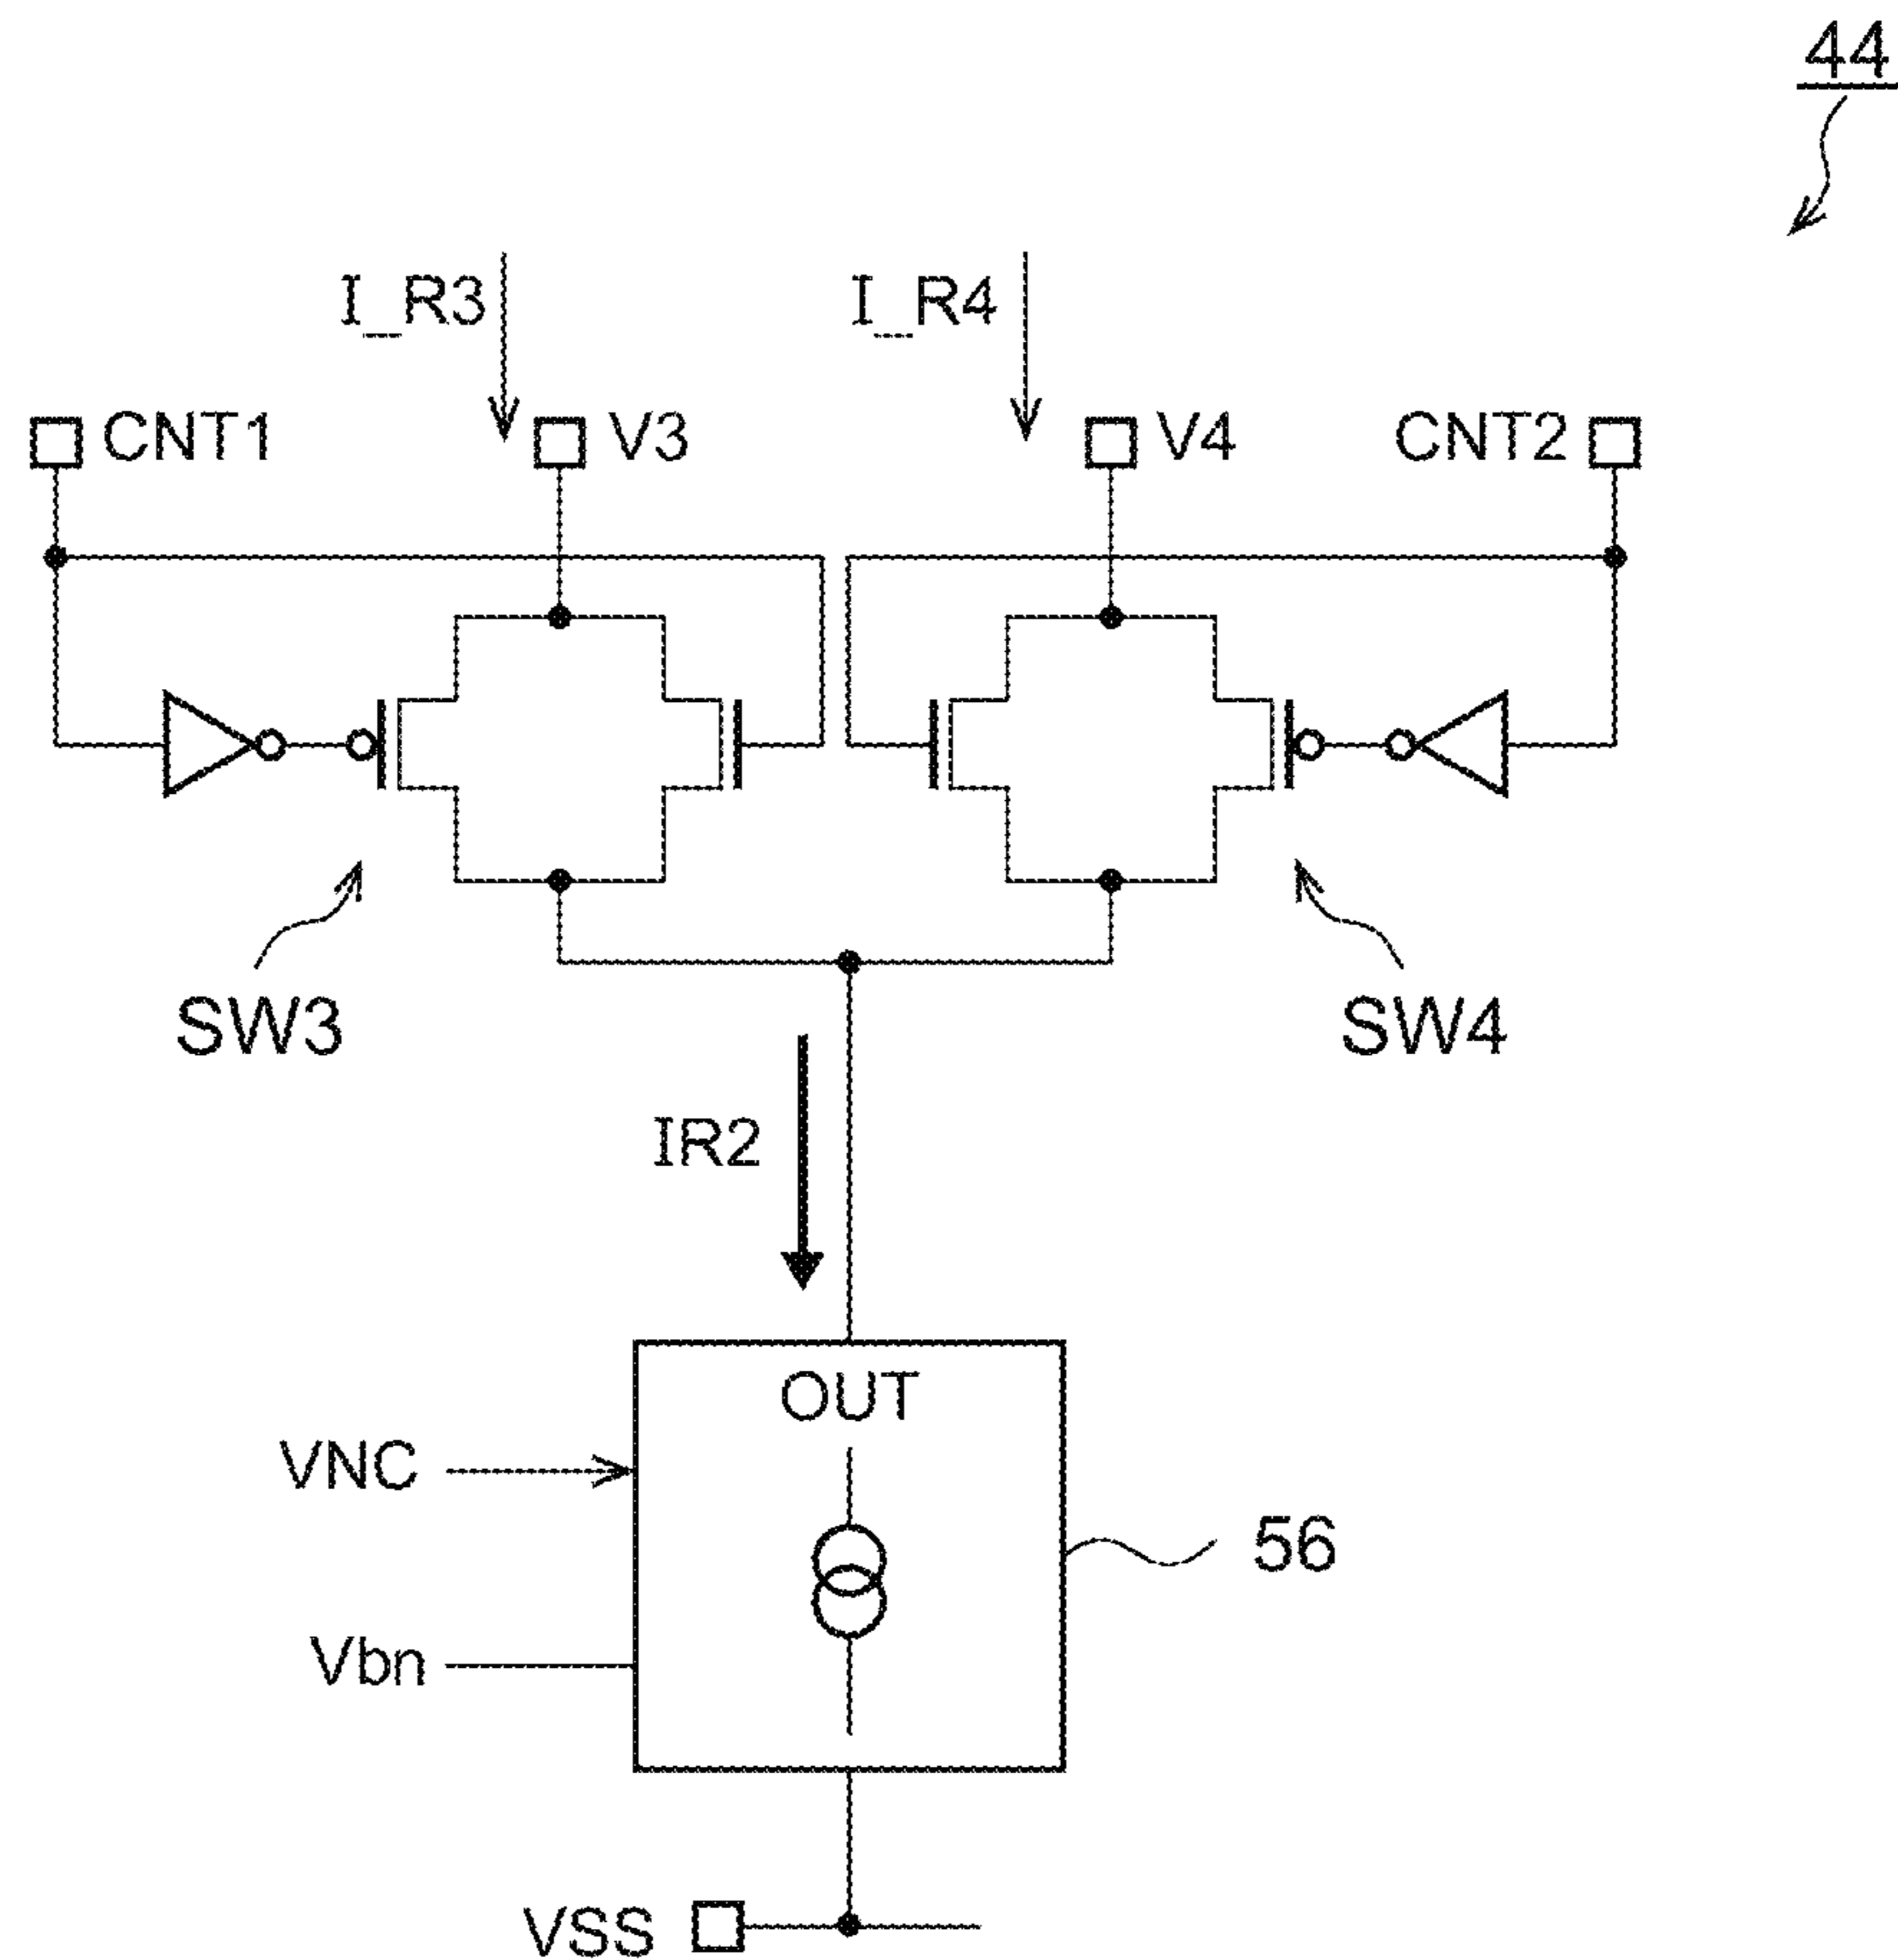 44
I_R3
I_R4
CNT1
V3
V4
CNT2
SW3
SW4
IR2
OUT
VNC
56
Vbn
VSS